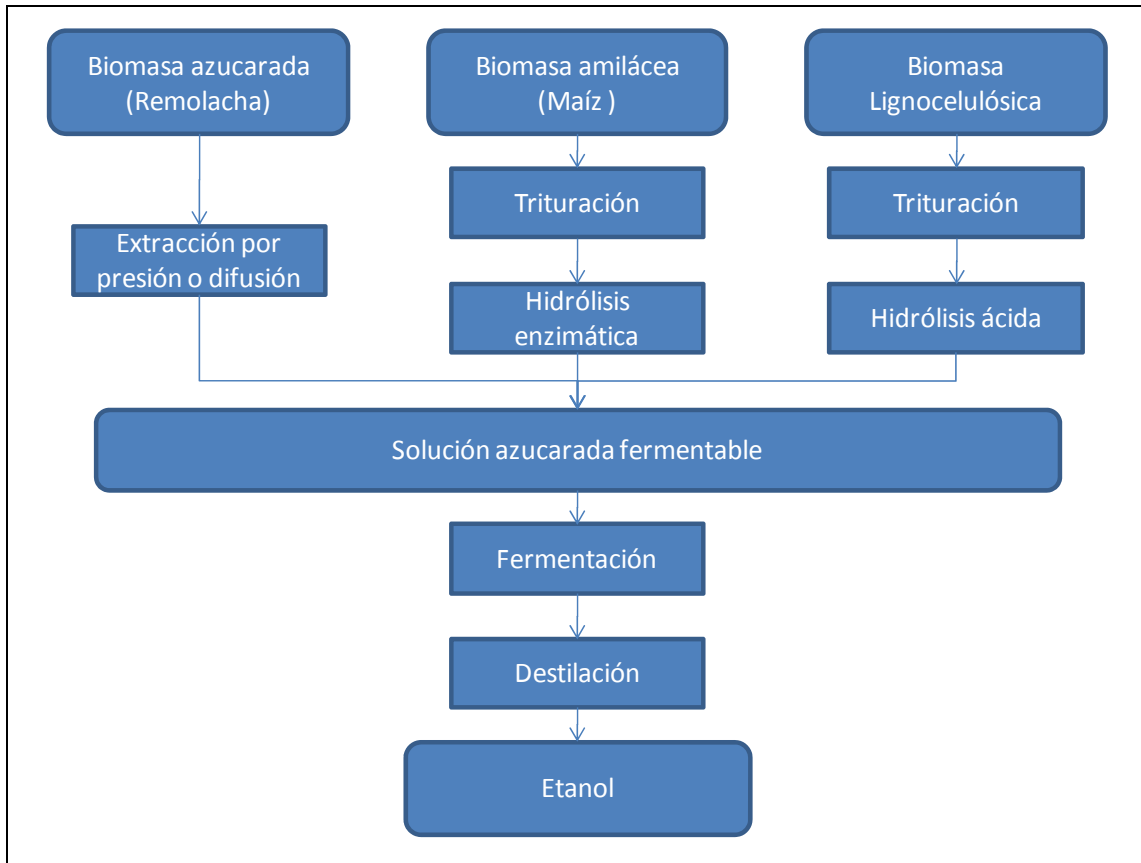 Biomasa azucarada
(Remolacha)
Biomasa amilácea
(Maíz )
Biomasa
Lignocelulósica
Trituración
Trituración
Extracción por
presión o difusión
Hidrólisis
enzimática
Hidrólisis ácida
Solución azucarada fermentable
Fermentación
Destilación
Etanol